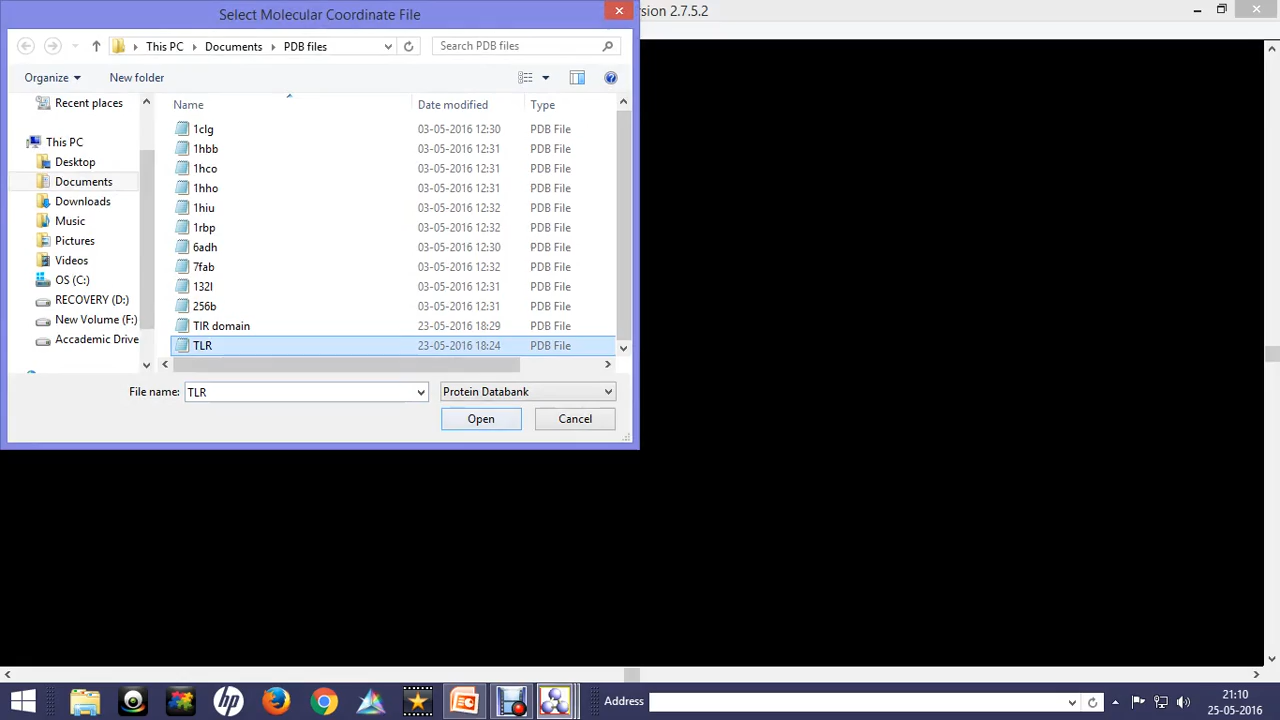 Select Molecular Coordinate File
rsion 2.7.5.2
This PC
Documents
PDB files
Search PDB files
Organize
New folder
Name Date modified Type
Recent places
This PC
Desktop
Documents
Downloads
Music
Pictures
Videos
OS (C:)
RECOVERY (D:)
New Volume (F:)
Accademic Drive
1clg 03-05-2016 12:30 PDB File
1hbb 03-05-2016 12:31 PDB File
1hco 03-05-2016 12:31 PDB File
1hho 03-05-2016 12:31 PDB File
1hiu 03-05-2016 12:32 PDB File
1rbp 03-05-2016 12:32 PDB File
6adh 03-05-2016 12:30 PDB File
7fab 03-05-2016 12:32 PDB File
132l 03-05-2016 12:31 PDB File
256b 03-05-2016 12:31 PDB File
TIR domain 23-05-2016 18:29 PDB File
TLR 23-05-2016 18:24 PDB File
File name: TLR
Protein Databank
Open
Cancel
Address
21:10
25-05-2016